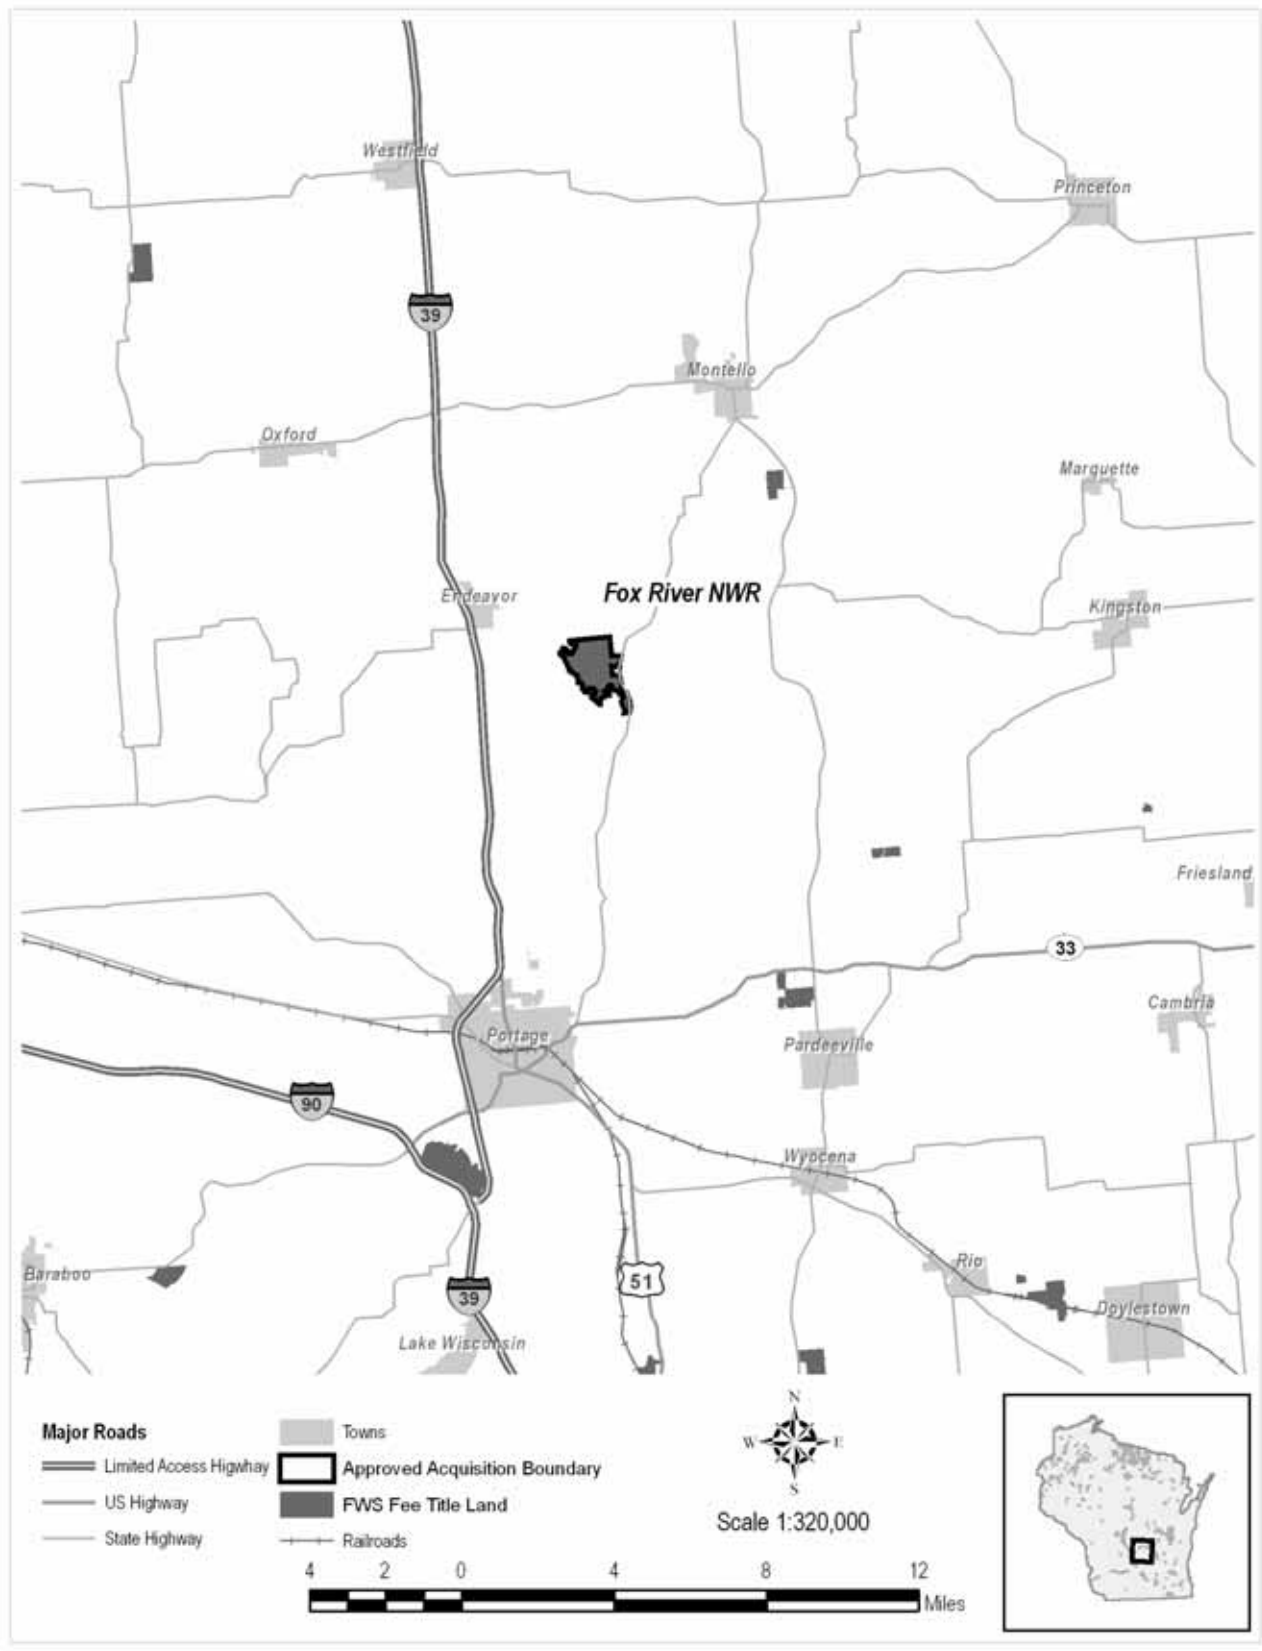 Westfield
Princeton
39
Montello
Oxford
Marquette
Fox River NWR
Endeavor
Kingston
Friesland
33
Cambria
Portage
Pardeeville
90
Wyocena
Rio
Baraboo
51
39
Doylestown
Lake Wisconsin
Major Roads
Limited Access Higwhay
US Highway
State Highway
Towns
Approved Acquisition Boundary
FWS Fee Title Land
Railroads
N
W E
S
Scale 1:320,000
4 2 0 4 8 12
Miles